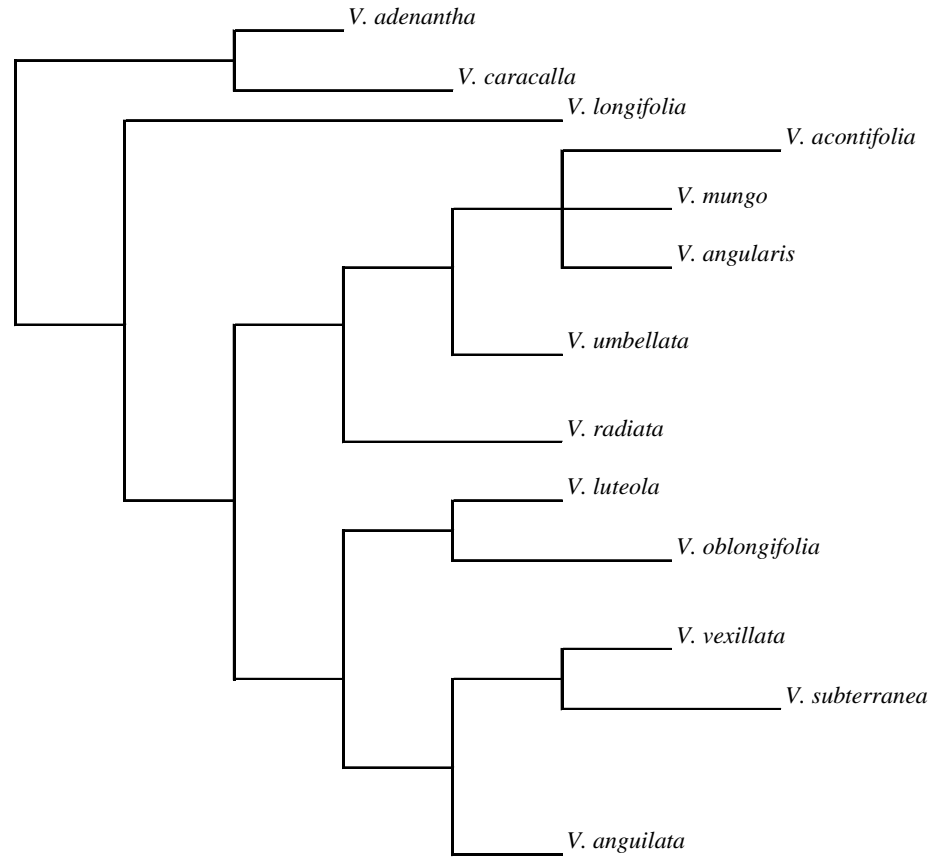 V. adenantha
V. caracalla
V. longifolia
V. acontifolia
V. mungo
V. angularis
V. umbellata
V. radiata
V. luteola
V. oblongifolia
V. vexillata
V. subterranea
V. anguilata